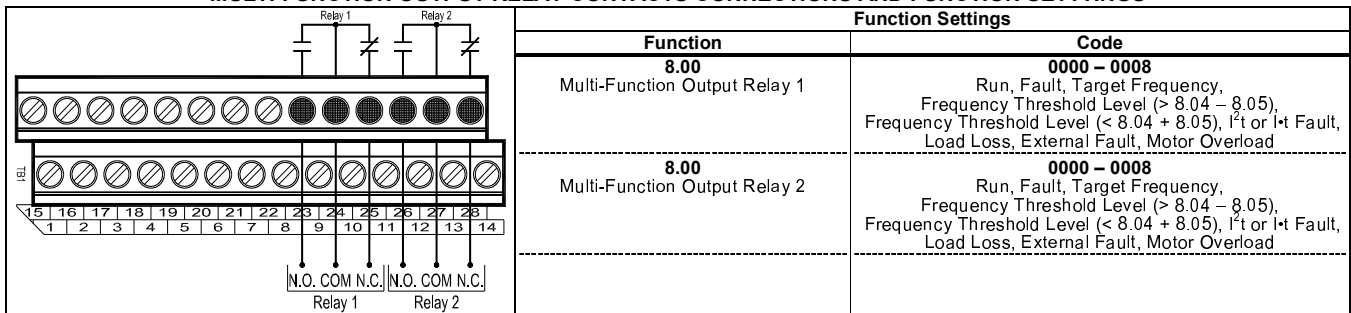 MULTI-FUNCTION OUTPUT RELAY CONTACTS CONNECTIONS AND FUNCTION SETTINGS
Relay 1 Relay 2
TB1
15 16 17 18 19 20 21 22 23 24 25 26 27 28
1 2 3 4 5 6 7 8 9 10 11 12 13 14
N.O. COM N.C. N.O. COM N.C.
Relay 1 Relay 2
Function Settings
Function Code
8.00
Multi-Function Output Relay 1
0000 – 0008
Run, Fault, Target Frequency,
Frequency Threshold Level (> 8.04 – 8.05),
Frequency Threshold Level (< 8.04 + 8.05), I²t or I•t Fault,
Load Loss, External Fault, Motor Overload
8.00
Multi-Function Output Relay 2
0000 – 0008
Run, Fault, Target Frequency,
Frequency Threshold Level (> 8.04 – 8.05),
Frequency Threshold Level (< 8.04 + 8.05), I²t or I•t Fault,
Load Loss, External Fault, Motor Overload